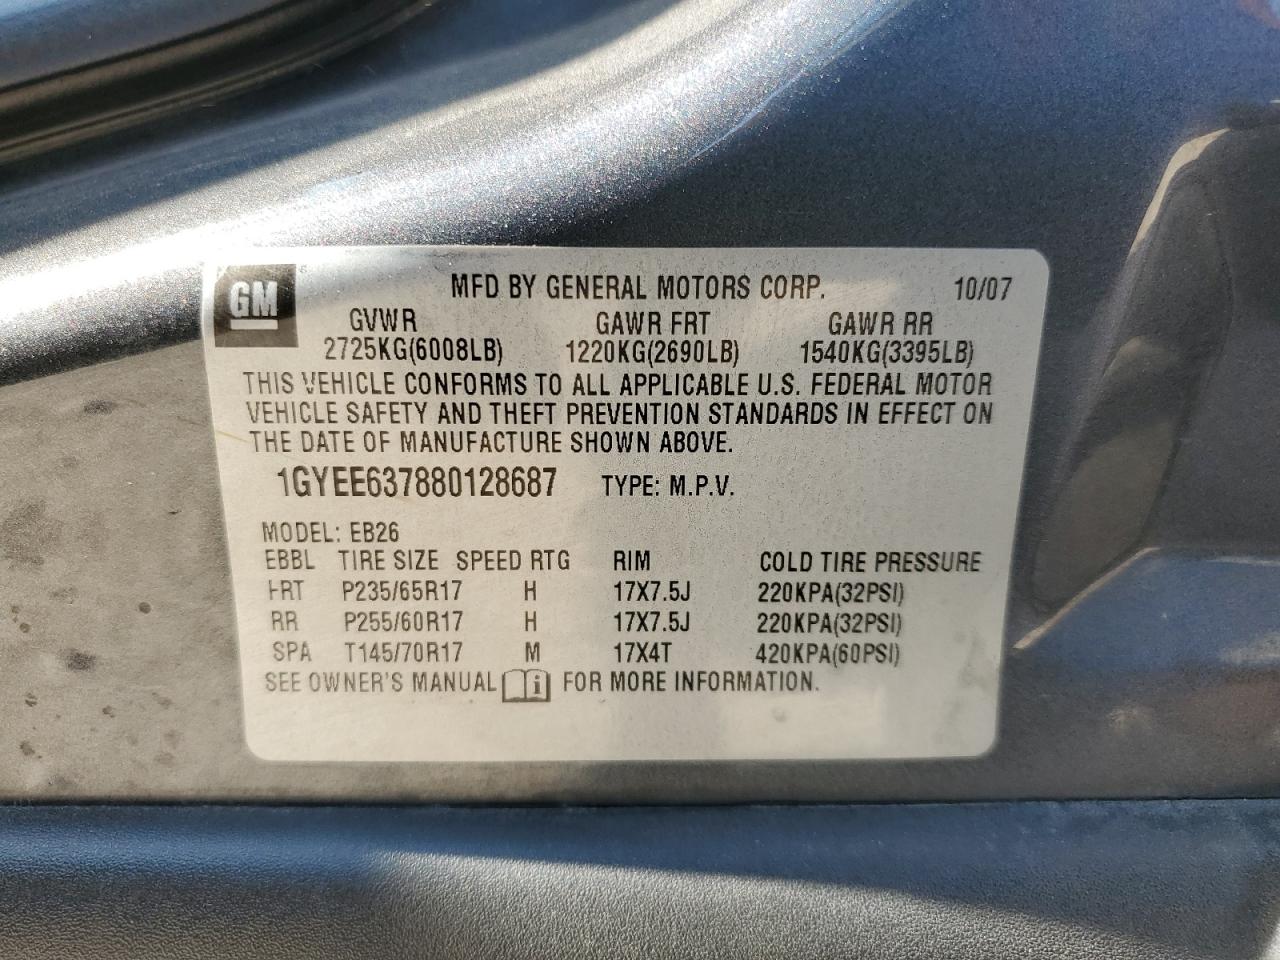 GM
MFD BY GENERAL MOTORS CORP. 10/07
GVWR GAWR FRT GAWR RR
2725KG(6008LB) 1220KG(2690LB) 1540KG(3395LB)
THIS VEHICLE CONFORMS TO ALL APPLICABLE U.S. FEDERAL MOTOR
VEHICLE SAFETY AND THEFT PREVENTION STANDARDS IN EFFECT ON
THE DATE OF MANUFACTURE SHOWN ABOVE.
1GYEE637880128687 TYPE: M.P.V.
MODEL: EB26
EBBL TIRE SIZE SPEED RTG RIM COLD TIRE PRESSURE
FRT P235/65R17 H 17X7.5J 220KPA(32PSI)
RR P255/60R17 H 17X7.5J 220KPA(32PSI)
SPA T145/70R17 M 17X4T 420KPA(60PSI)
SEE OWNER'S MANUAL i FOR MORE INFORMATION.